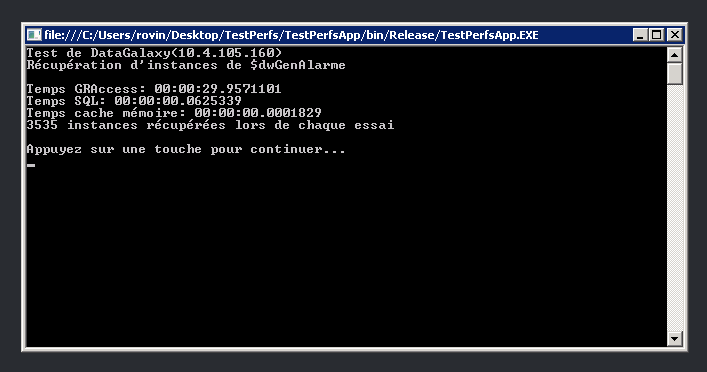 file:///C:/Users/rovin/Desktop/TestPerfs/TestPerfsApp/bin/Release/TestPerfsApp.EXE
Test de DataGalaxy(10.4.105.160)
Récupération d'instances de $dwGenAlarme
Temps GRAccess: 00:00:29.9571101
Temps SQL: 00:00:00.0625339
Temps cache mémoire: 00:00:00.0001829
3535 instances récupérées lors de chaque essai
Appuyez sur une touche pour continuer...